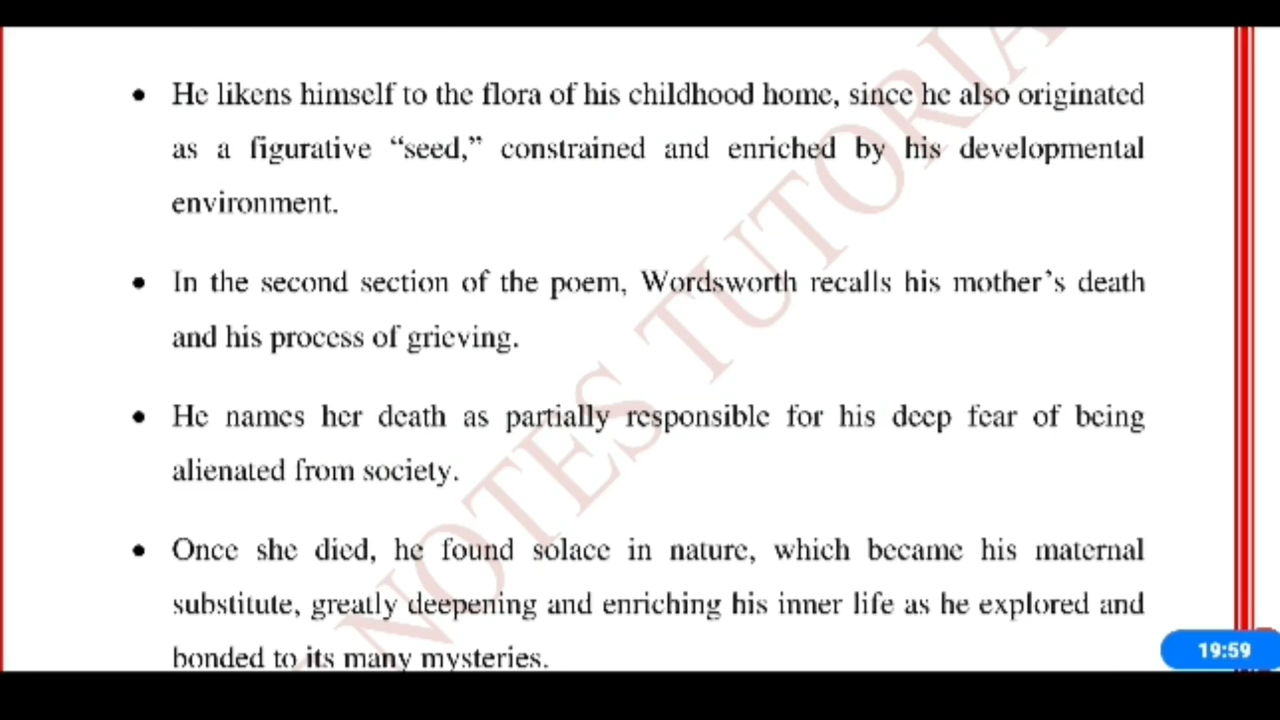 • He likens himself to the flora of his childhood home, since he also originated
as a figurative “seed,” constrained and enriched by his developmental
environment.
• In the second section of the poem, Wordsworth recalls his mother’s death
and his process of grieving.
• He names her death as partially responsible for his deep fear of being
alienated from society.
• Once she died, he found solace in nature, which became his maternal
substitute, greatly deepening and enriching his inner life as he explored and
bonded to its many mysteries.
NOTES TUTORIA
19:59